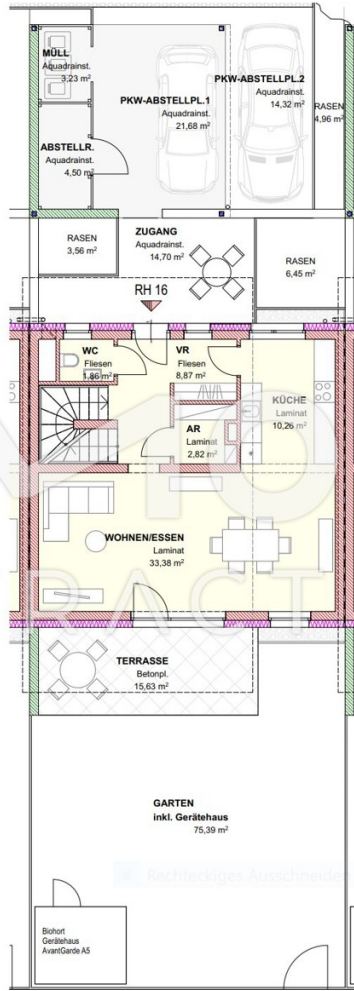 MÜLL
Aquadrainst.
3,23 m²
PKW-ABSTELLPL.1
Aquadrainst.
21,68 m²
PKW-ABSTELLPL.2
Aquadrainst.
14,32 m²
RASEN
4,96 m²
ABSTELLR.
Aquadrainst.
4,50 m²
RASEN
3,56 m²
ZUGANG
Aquadrainst.
14,70 m²
RASEN
6,45 m²
RH 16
WC
Fliesen
1,86 m²
VR
Fliesen
8,87 m²
KÜCHE
Laminat
10,26 m²
AR
Laminat
2,82 m²
WOHNEN/ESSEN
Laminat
33,38 m²
RACT
TERRASSE
Betonpl.
15,63 m²
GARTEN
inkl. Gerätehaus
75,39 m²
Rechteckiges Ausschneiden
Biohort
Gerätehaus
AvantGarde A5